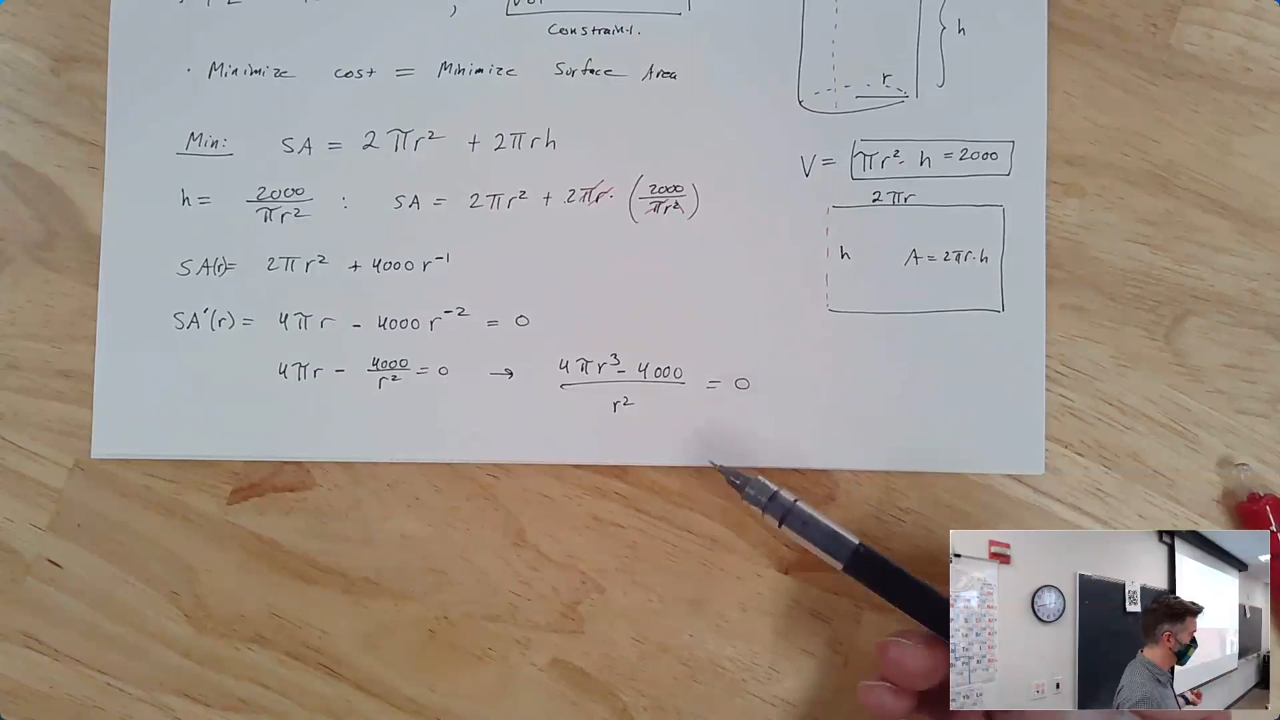 Constraint.
· Minimize cost = Minimize Surface Area
Min: SA = 2πr² + 2πrh
h = 2000/πr² : SA = 2πr² + 2πr · (2000/πr²)
SA(r) = 2πr² + 4000r⁻¹
SA'(r) = 4πr - 4000r⁻² = 0
4πr - 4000/r² = 0 → (4πr³ - 4000)/r² = 0
h
r
V = πr² · h = 2000
2πr
h A = 2πr·h